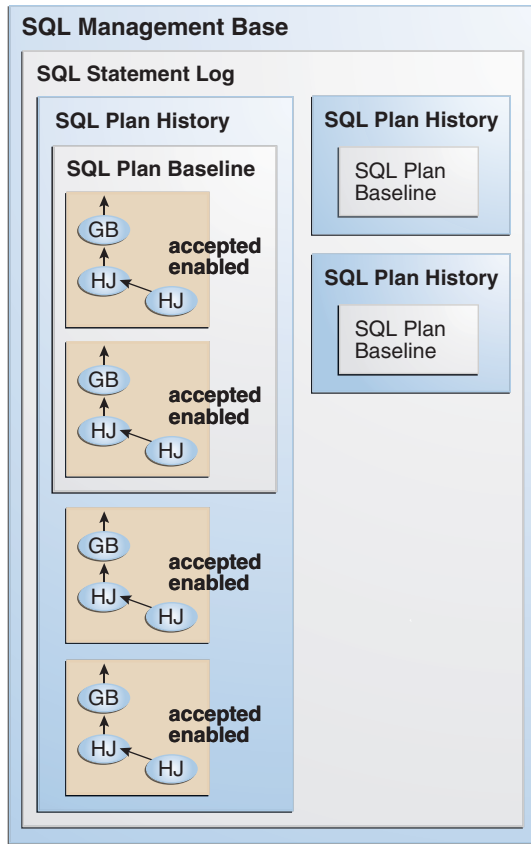 SQL Management Base
SQL Statement Log
SQL Plan History
SQL Plan Baseline
GB
HJ
HJ
accepted
enabled
GB
HJ
HJ
accepted
enabled
GB
HJ
HJ
accepted
enabled
GB
HJ
HJ
accepted
enabled
SQL Plan History
SQL Plan
Baseline
SQL Plan History
SQL Plan
Baseline